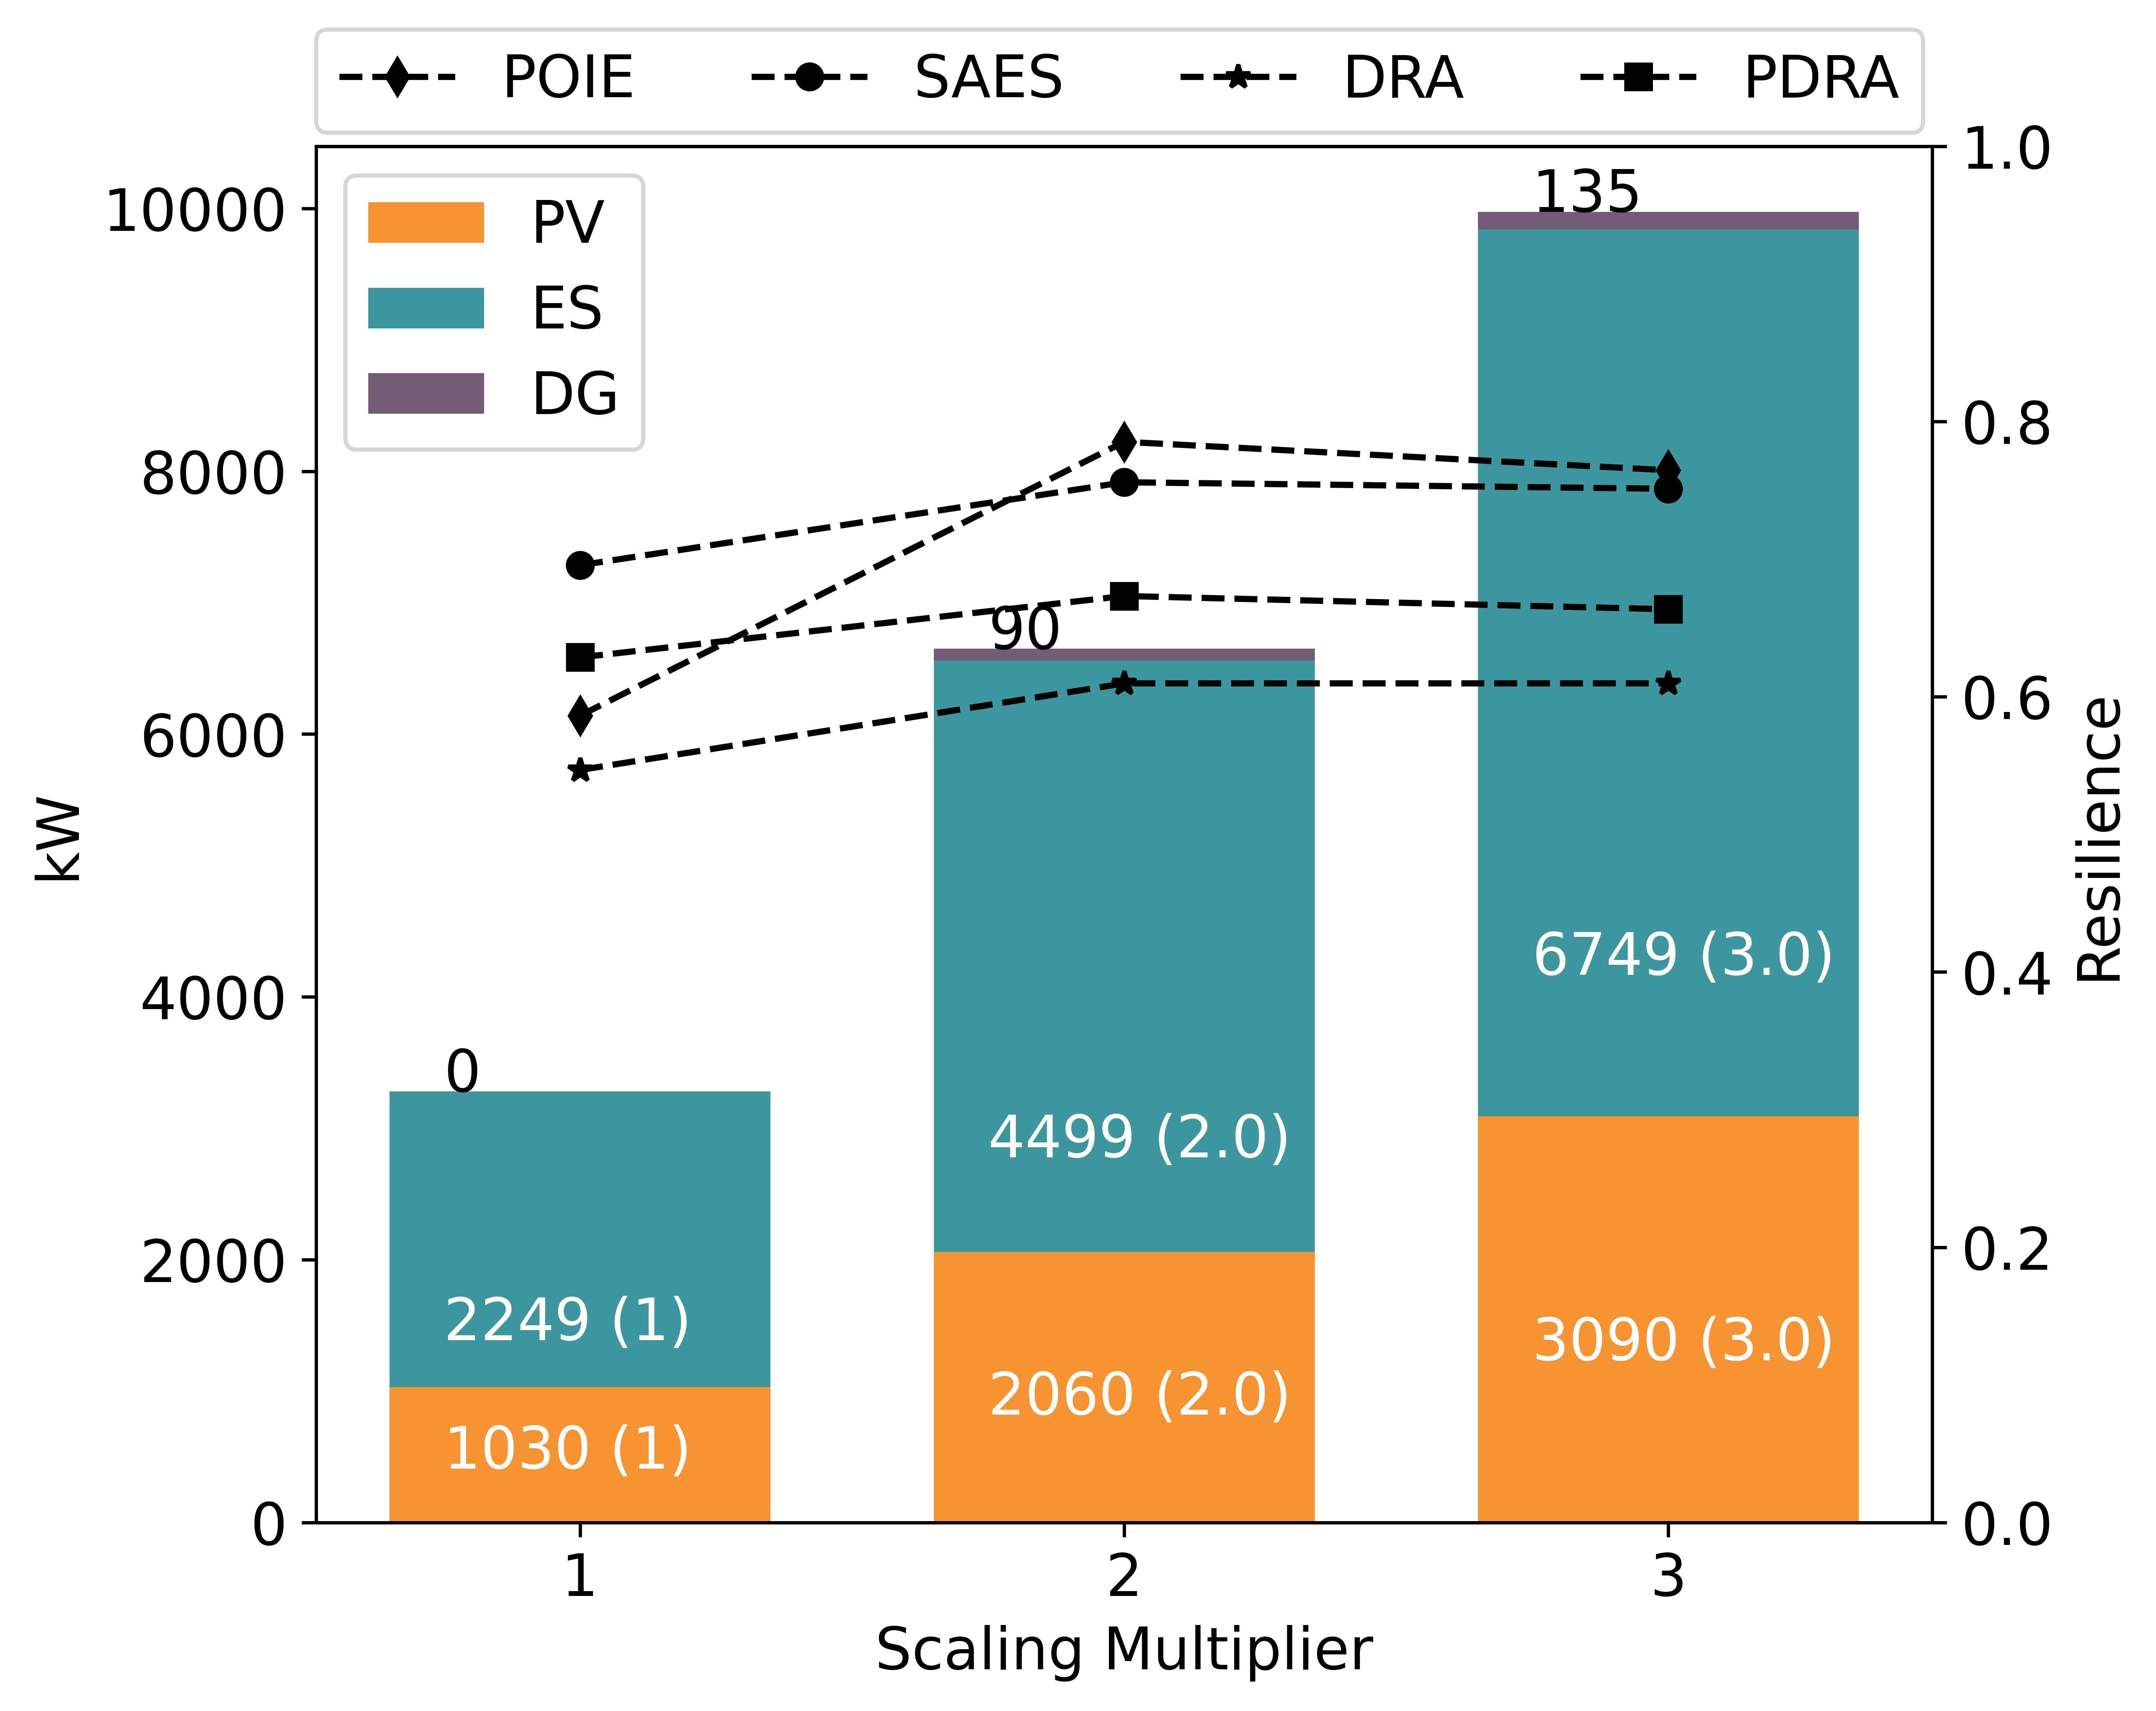 POIE SAES DRA PDRA
PV
ES
DG
10000
8000
6000
4000
2000
0
kW
1.0
0.8
0.6
0.4
0.2
0.0
Resilience
135
90
0
6749 (3.0)
4499 (2.0)
2249 (1)
3090 (3.0)
2060 (2.0)
1030 (1)
1 2 3
Scaling Multiplier